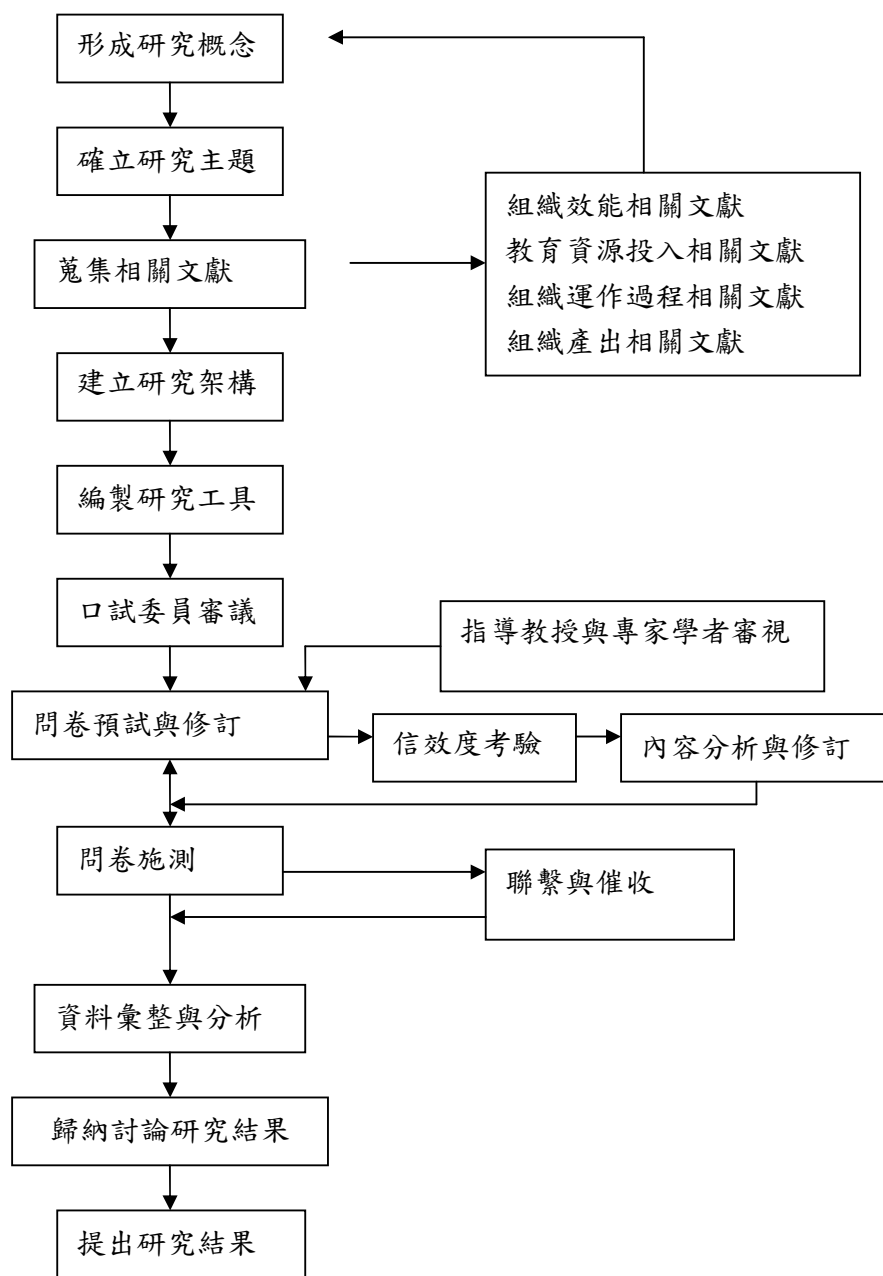 形成研究概念
確立研究主題
組織效能相關文獻
教育資源投入相關文獻
組織運作過程相關文獻
組織產出相關文獻
蒐集相關文獻
建立研究架構
編製研究工具
口試委員審議
指導教授與專家學者審視
問卷預試與修訂
信效度考驗
內容分析與修訂
問卷施測
聯繫與催收
資料彙整與分析
歸納討論研究結果
提出研究結果